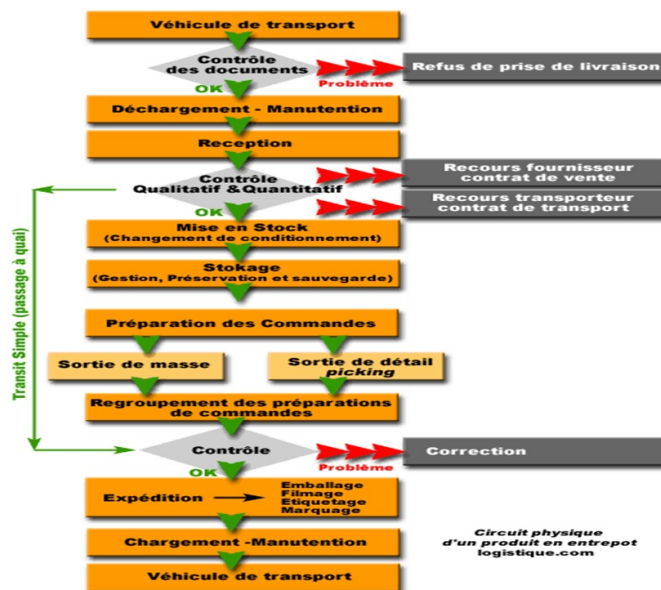 Véhicule de transport
Contrôle
des documents
Problème
Refus de prise de livraison
OK
Déchargement - Manutention
Reception
Contrôle
Qualitatif & Quantitatif
Recours fournisseur
contrat de vente
Recours transporteur
contrat de transport
OK
Mise en Stock
(Changement de conditionnement)
Stokage
(Gestion, Préservation et sauvegarde)
Transit Simple (passage à quai)
Préparation des Commandes
Sortie de masse
Sortie de détail
picking
Regroupement des préparations
de commandes
Contrôle
Problème
Correction
OK
Expédition
Emballage
Filmage
Etiquetage
Marquage
Chargement -Manutention
Véhicule de transport
Circuit physique
d'un produit en entrepot
logistique.com